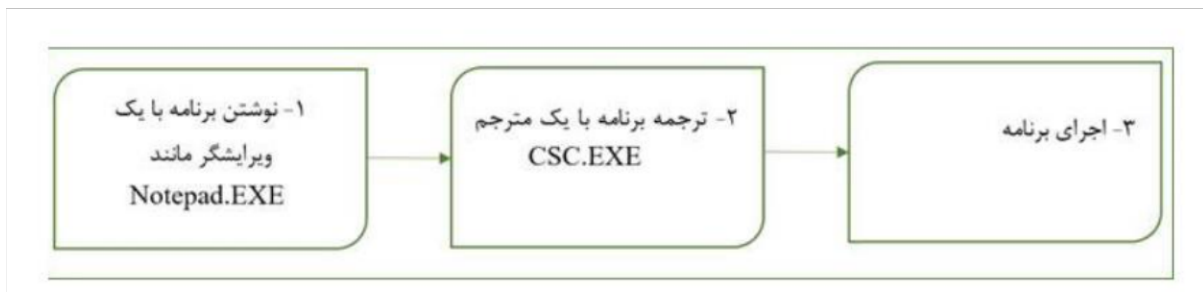 ۱- نوشتن برنامه با یک
ویرایشگر مانند
Notepad.EXE
۲- ترجمه برنامه با یک مترجم
CSC.EXE
۳- اجرای برنامه